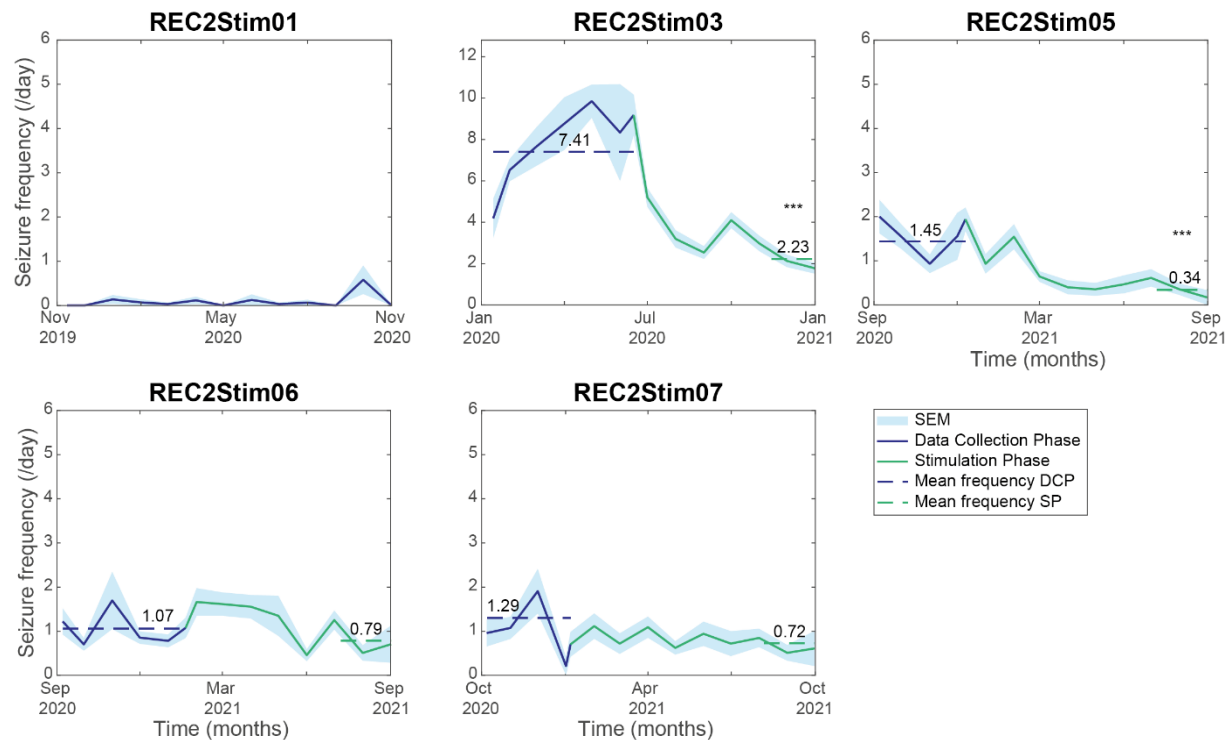 REC2Stim01
Seizure frequency (/day)
6
5
4
3
2
1
0
Nov
2019
May
2020
Nov
2020
REC2Stim03
12
10
8
6
4
2
0
7.41
***
2.23
Jan
2020
Jul
2020
Jan
2021
REC2Stim05
6
5
4
3
2
1
0
1.45
***
0.34
Sep
2020
Mar
2021
Sep
2021
Time (months)
REC2Stim06
Seizure frequency (/day)
6
5
4
3
2
1
0
1.07
0.79
Sep
2020
Mar
2021
Sep
2021
Time (months)
REC2Stim07
6
5
4
3
2
1
0
1.29
0.72
Oct
2020
Apr
2021
Oct
2021
Time (months)
SEM
Data Collection Phase
Stimulation Phase
Mean frequency DCP
Mean frequency SP